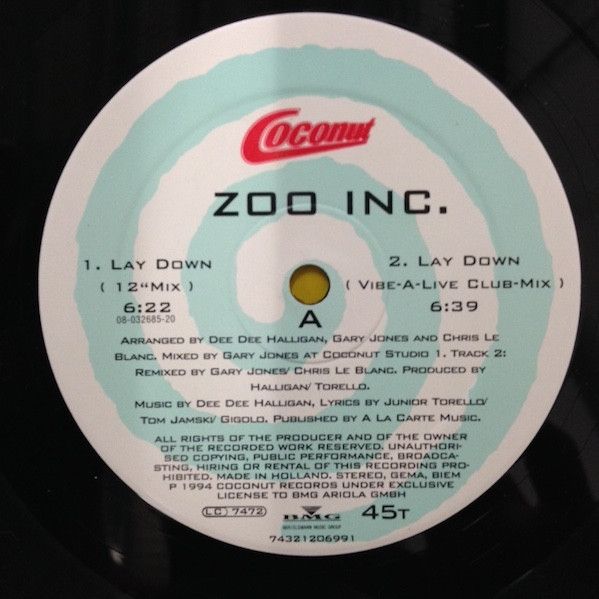 Coconut
ZOO INC.
1. LAY DOWN
( 12"MIX )
6:22
08-032685-20
2. LAY DOWN
( VIBE-A-LIVE CLUB-MIX )
6:39
A
ARRANGED BY DEE DEE HALLIGAN, GARY JONES AND CHRIS LE
BLANC. MIXED BY GARY JONES AT COCONUT STUDIO 1. TRACK 2:
REMIXED BY GARY JONES/ CHRIS LE BLANC. PRODUCED BY
HALLIGAN/ TORELLO.
MUSIC BY DEE DEE HALLIGAN, LYRICS BY JUNIOR TORELLO/
TOM JAMSKI/ GIGOLO. PUBLISHED BY A LA CARTE MUSIC.
ALL RIGHTS OF THE PRODUCER AND OF THE OWNER
OF THE RECORDED WORK RESERVED. UNAUTHORI-
SED COPYING, PUBLIC PERFORMANCE, BROADCA-
STING, HIRING OR RENTAL OF THIS RECORDING PRO-
HIBITED. MADE IN HOLLAND. STEREO, GEMA, BIEM
P 1994 COCONUT RECORDS UNDER EXCLUSIVE
LICENSE TO BMG ARIOLA GMBH
LC 7472
BMG
BERTELSMANN MUSIC GROUP
45T
74321206991